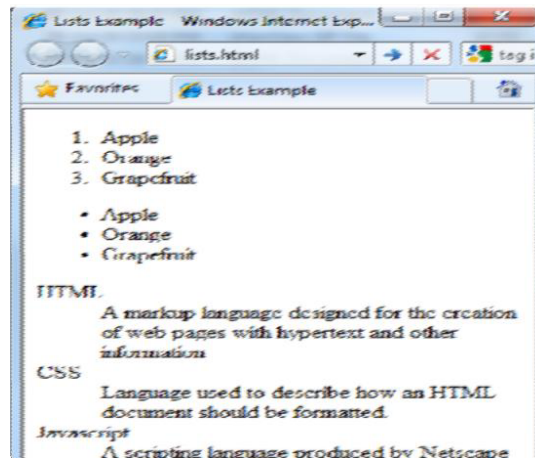 Lists Example - Windows Internet Exp...
lists.html
tag i
Favorites
Lists Example
1. Apple
2. Orange
3. Grapefruit
• Apple
• Orange
• Grapefruit
HTML
A markup language designed for the creation
of web pages with hypertext and other
information
CSS
Language used to describe how an HTML
document should be formatted.
Javascript
A scripting language produced by Netscape